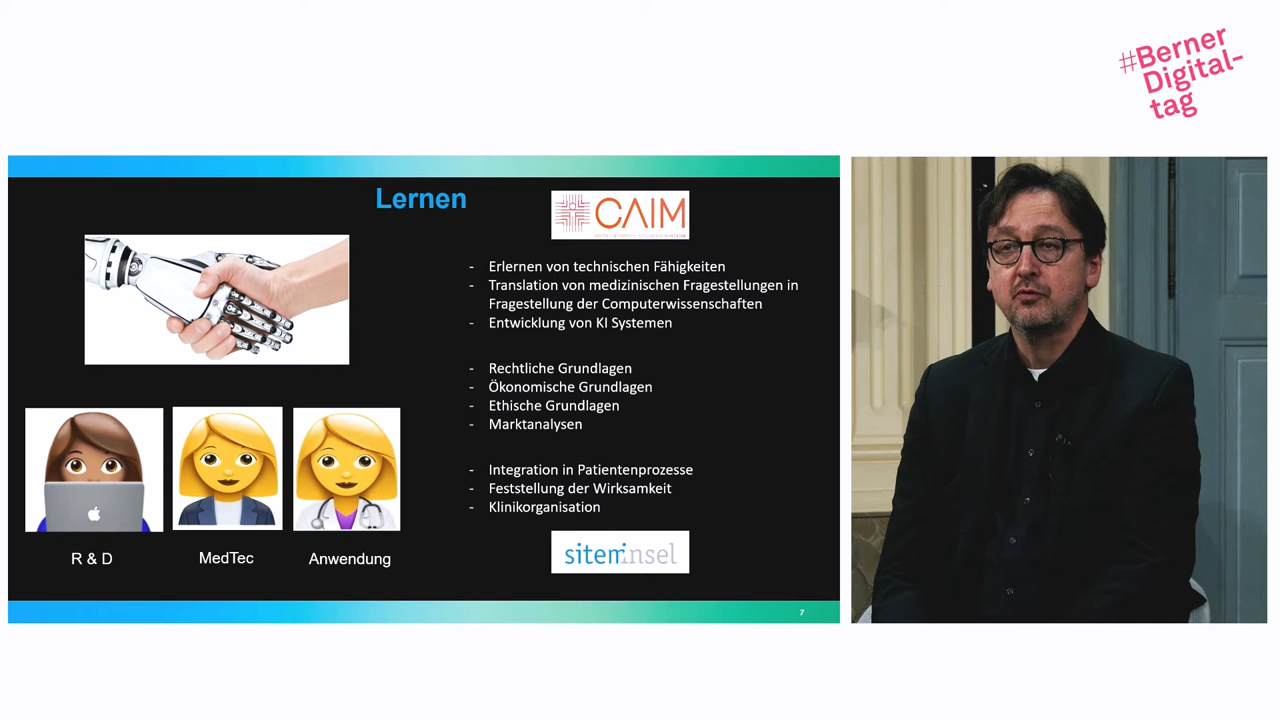 #Berner
Digital-
tag
Lernen
CAIM
- Erlernen von technischen Fähigkeiten
- Translation von medizinischen Fragestellungen in
Fragestellung der Computerwissenschaften
- Entwicklung von KI Systemen
- Rechtliche Grundlagen
- Ökonomische Grundlagen
- Ethische Grundlagen
- Marktanalysen
- Integration in Patientenprozesse
- Feststellung der Wirksamkeit
- Klinikorganisation
R & D
MedTec
Anwendung
siteminsel
7